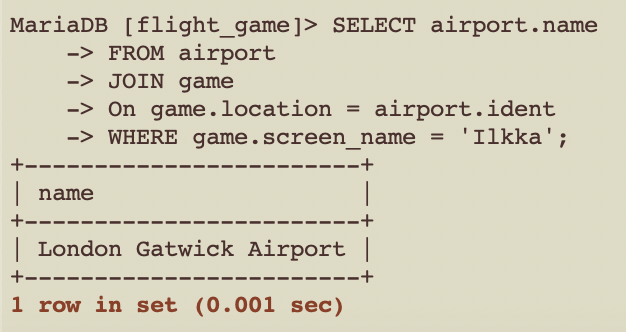 MariaDB [flight_game]> SELECT airport.name
    -> FROM airport
    -> JOIN game
    -> On game.location = airport.ident
    -> WHERE game.screen_name = 'Ilkka';
+------------------------+
| name                   |
+------------------------+
| London Gatwick Airport |
+------------------------+
1 row in set (0.001 sec)